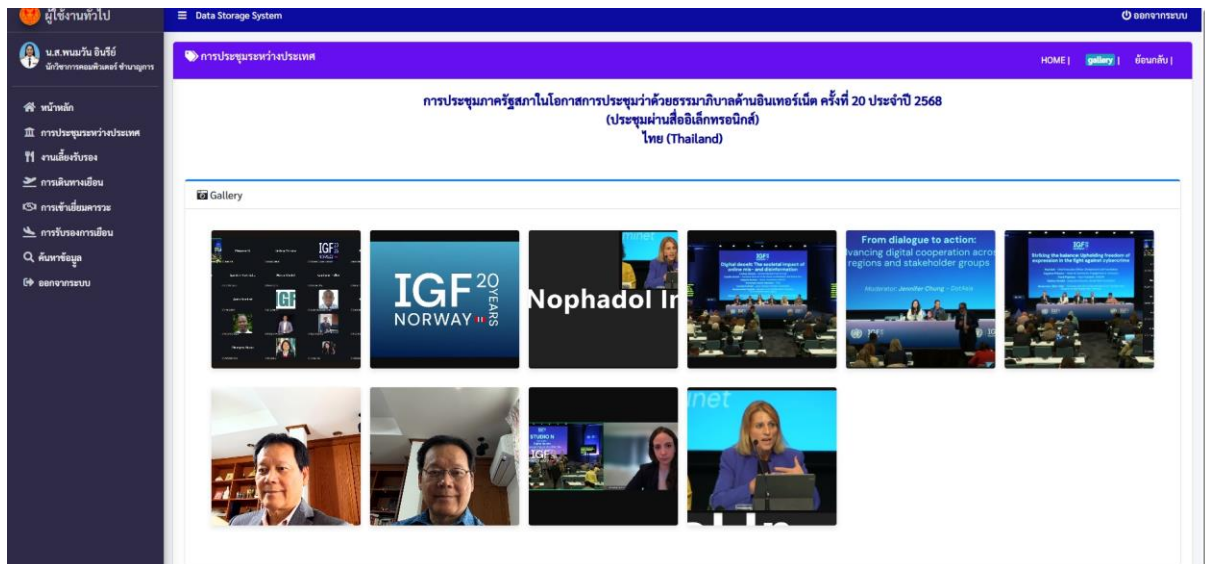 ผู้ใช้งานทั่วไป
น.ส.พนมวัน อินรีย์
นักวิชาการคอมพิวเตอร์ ชำนาญการ
หน้าหลัก
การประชุมระหว่างประเทศ
งานเลี้ยงรับรอง
การเดินทางเยือน
การเข้าเยี่ยมคารวะ
การรับรองการเยือน
ค้นหาข้อมูล
ออกจากระบบ
Data Storage System
ออกจากระบบ
การประชุมระหว่างประเทศ
HOME | gallery | ย้อนกลับ |
การประชุมภาครัฐสภาในโอกาสการประชุมว่าด้วยธรรมาภิบาลด้านอินเทอร์เน็ต ครั้งที่ 20 ประจำปี 2568
(ประชุมผ่านสื่ออิเล็กทรอนิกส์)
ไทย (Thailand)
Gallery
IGF
IGF
IGF 20 YEARS
NORWAY
Nophadol Ir
Digital deceit: The societal impact of
online mis- and disinformation
From dialogue to action:
vancing digital cooperation acro
regions and stakeholder groups
Moderator: Jennifer Chung - DotAsia
Striking the balance: Upholding freedom of
expression in the fight against cybercrime
STUDIO N
IGF